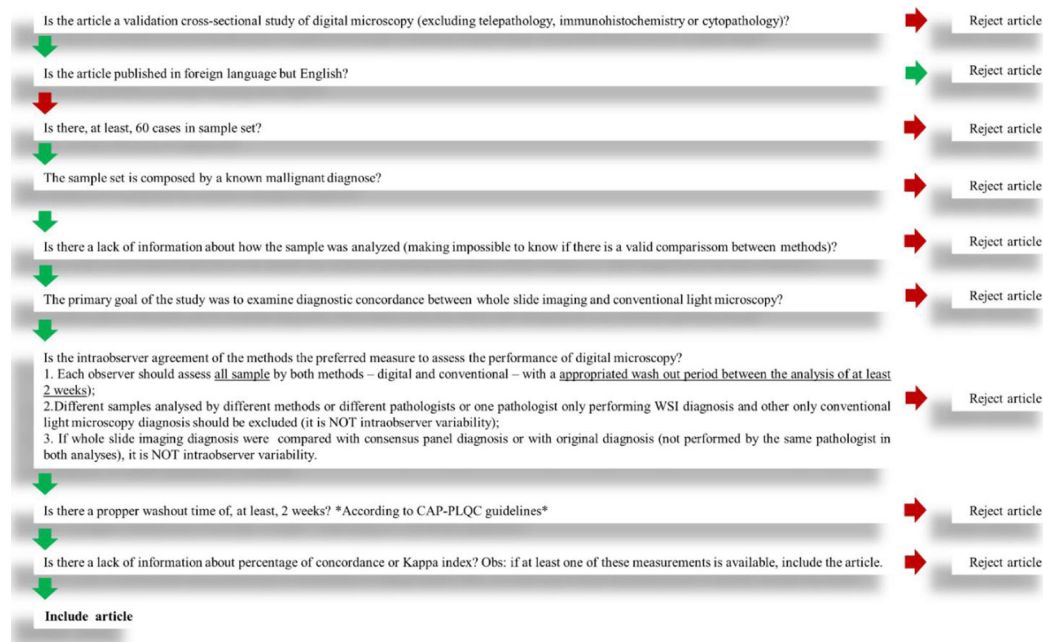 Is the article a validation cross-sectional study of digital microscopy (excluding telepathology, immunohistochemistry or cytopathology)?
Reject article
Is the article published in foreign language but English?
Reject article
Is there, at least, 60 cases in sample set?
Reject article
The sample set is composed by a known mallignant diagnose?
Reject article
Is there a lack of information about how the sample was analyzed (making impossible to know if there is a valid comparissom between methods)?
Reject article
The primary goal of the study was to examine diagnostic concordance between whole slide imaging and conventional light microscopy?
Reject article
Is the intraobserver agreement of the methods the preferred measure to assess the performance of digital microscopy?
1. Each observer should assess all sample by both methods – digital and conventional – with a appropriated wash out period between the analysis of at least
2 weeks);
2.Different samples analysed by different methods or different pathologists or one pathologist only performing WSI diagnosis and other only conventional
light microscopy diagnosis should be excluded (it is NOT intraobserver variability);
3. If whole slide imaging diagnosis were compared with consensus panel diagnosis or with original diagnosis (not performed by the same pathologist in
both analyses), it is NOT intraobserver variability.
Reject article
Is there a propper washout time of, at least, 2 weeks? *According to CAP-PLQC guidelines*
Reject article
Is there a lack of information about percentage of concordance or Kappa index? Obs: if at least one of these measurements is available, include the article.
Reject article
Include article